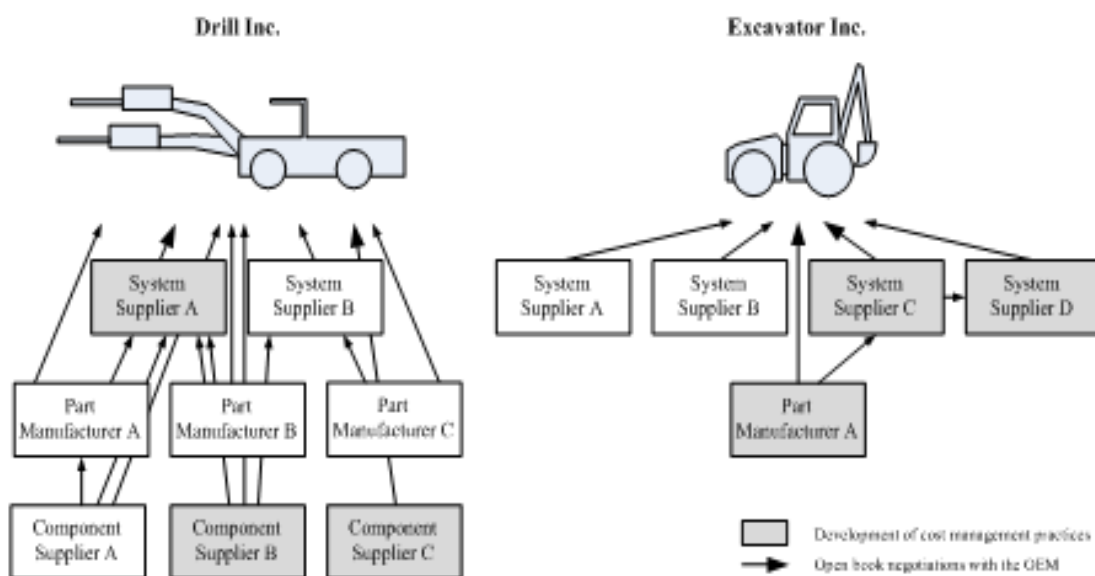 Drill Inc.
Excavator Inc.
System
Supplier A
System
Supplier B
System
Supplier A
System
Supplier B
System
Supplier C
System
Supplier D
Part
Manufacturer A
Part
Manufacturer B
Part
Manufacturer C
Part
Manufacturer A
Component
Supplier A
Component
Supplier B
Component
Supplier C
Development of cost management practices
Open book negotiations with the OEM